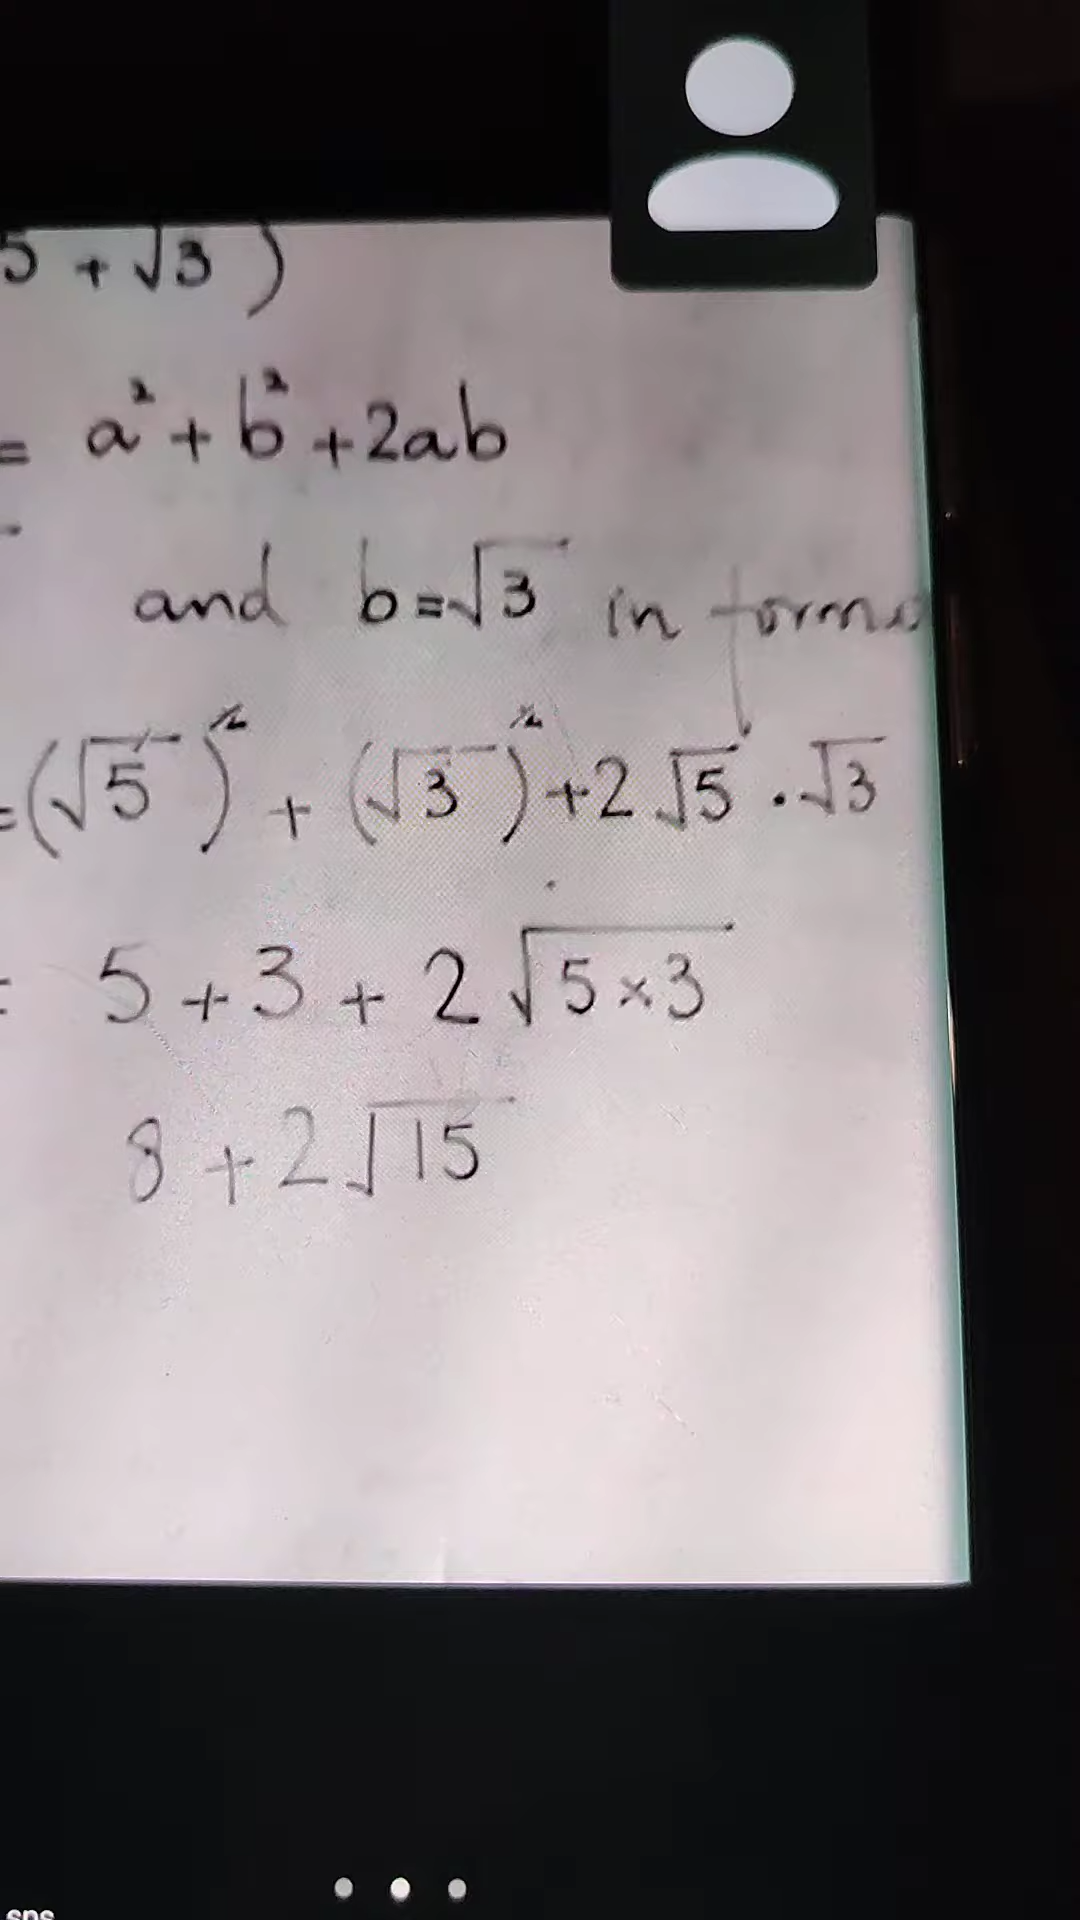 5 + √3 )
= a² + b² + 2ab
and b = √3 in
= (√5)² + (√3)² + 2 √5 . √3
= 5 + 3 + 2 √5 × 3
8 + 2 √15
sns